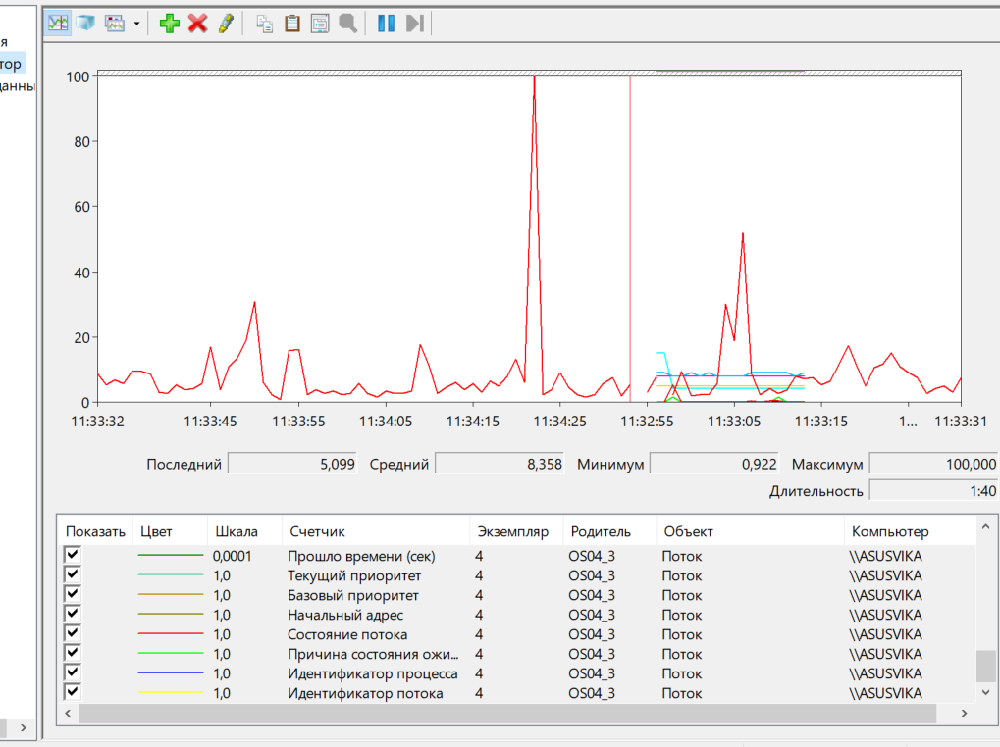 я
тор
данны
100
80
60
40
20
0
11:33:32 11:33:45 11:33:55 11:34:05 11:34:15 11:34:25 11:32:55 11:33:05 11:33:15 1... 11:33:31
Последний 5,099 Средний 8,358 Минимум 0,922 Максимум 100,000
Длительность 1:40
Показать Цвет Шкала Счетчик Экземпляр Родитель Объект Компьютер
0,0001 Прошло времени (сек) 4 OS04_3 Поток \\ASUSVIKA
1,0 Текущий приоритет 4 OS04_3 Поток \\ASUSVIKA
1,0 Базовый приоритет 4 OS04_3 Поток \\ASUSVIKA
1,0 Начальный адрес 4 OS04_3 Поток \\ASUSVIKA
1,0 Состояние потока 4 OS04_3 Поток \\ASUSVIKA
1,0 Причина состояния ожи... 4 OS04_3 Поток \\ASUSVIKA
1,0 Идентификатор процесса 4 OS04_3 Поток \\ASUSVIKA
1,0 Идентификатор потока 4 OS04_3 Поток \\ASUSVIKA